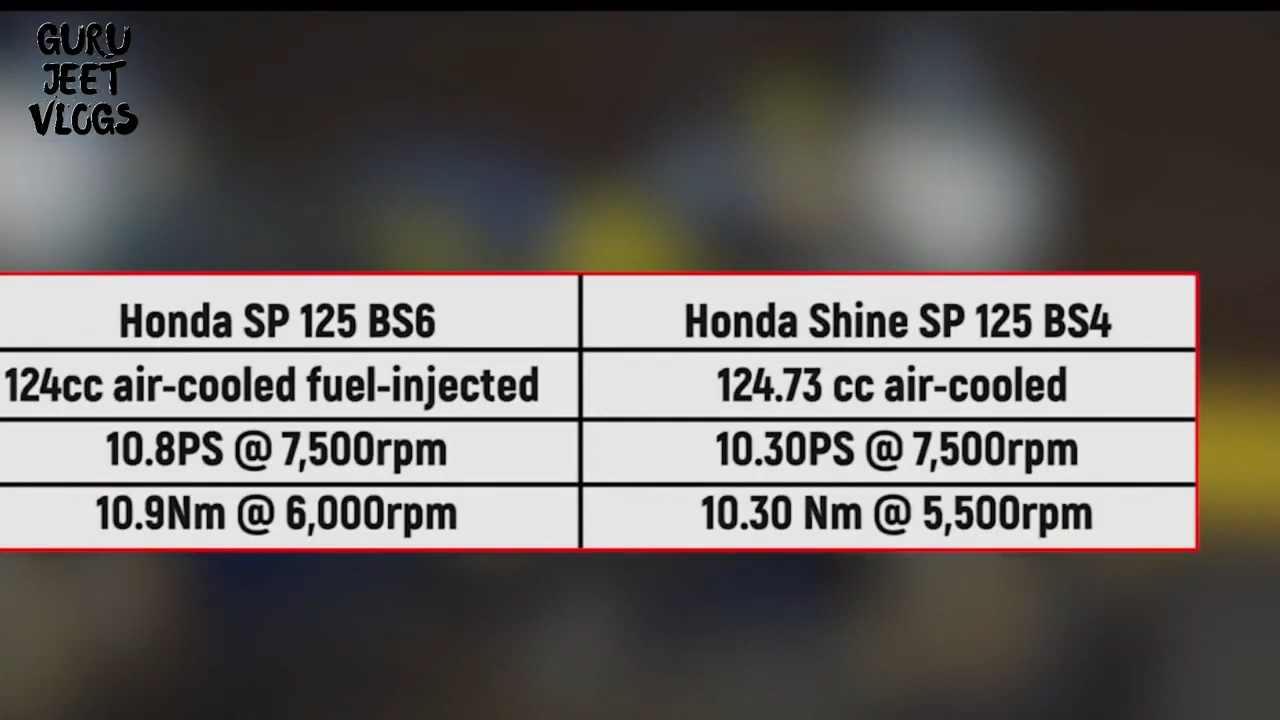 GURU
JEET
VLOGS
Honda SP 125 BS6 Honda Shine SP 125 BS4
124cc air-cooled fuel-injected 124.73 cc air-cooled
10.8PS @ 7,500rpm 10.30PS @ 7,500rpm
10.9Nm @ 6,000rpm 10.30 Nm @ 5,500rpm